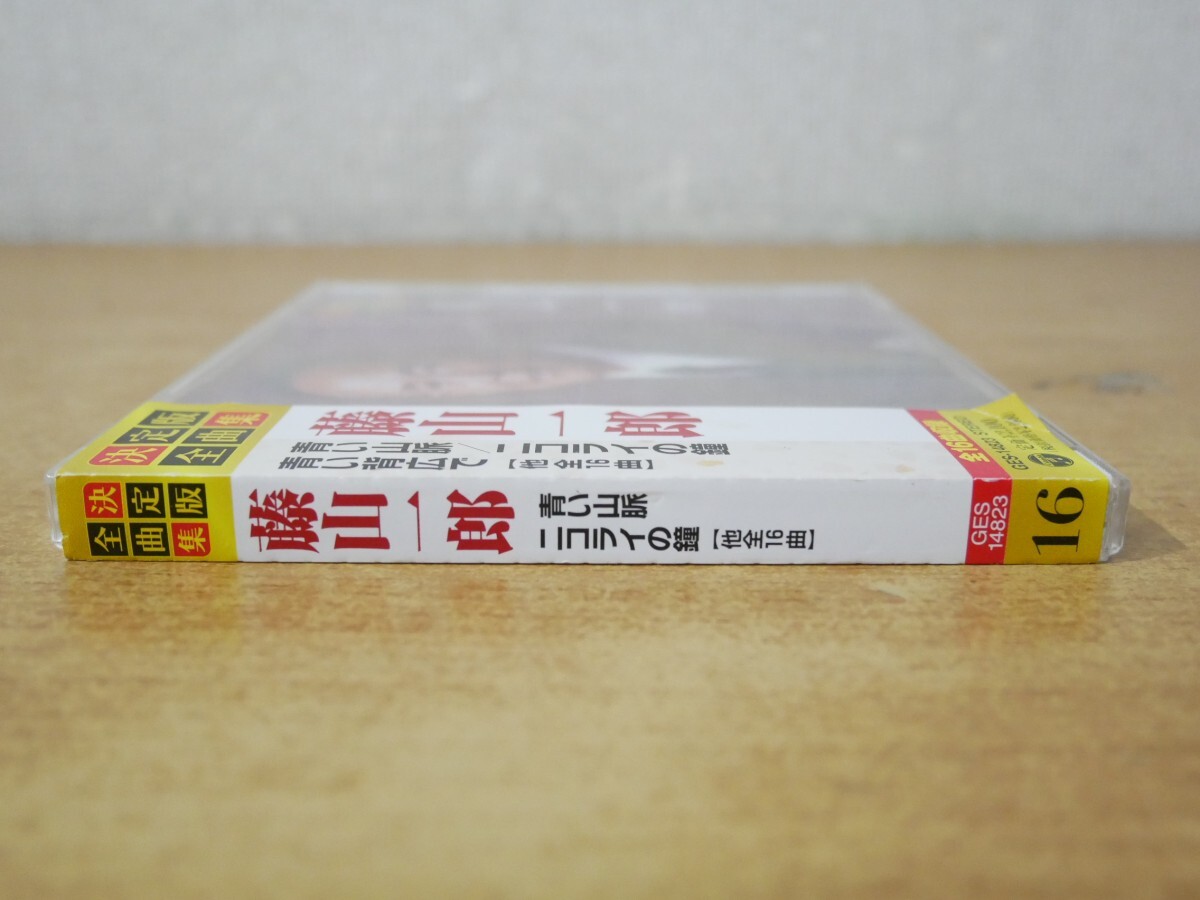 決定版
全曲集
藤山一郎
青い山脈/ニコライの鐘
青い背広で【他全16曲】
決定版
全曲集
藤山一郎
青い山脈
ニコライの鐘【他全16曲】
GES
14823
16